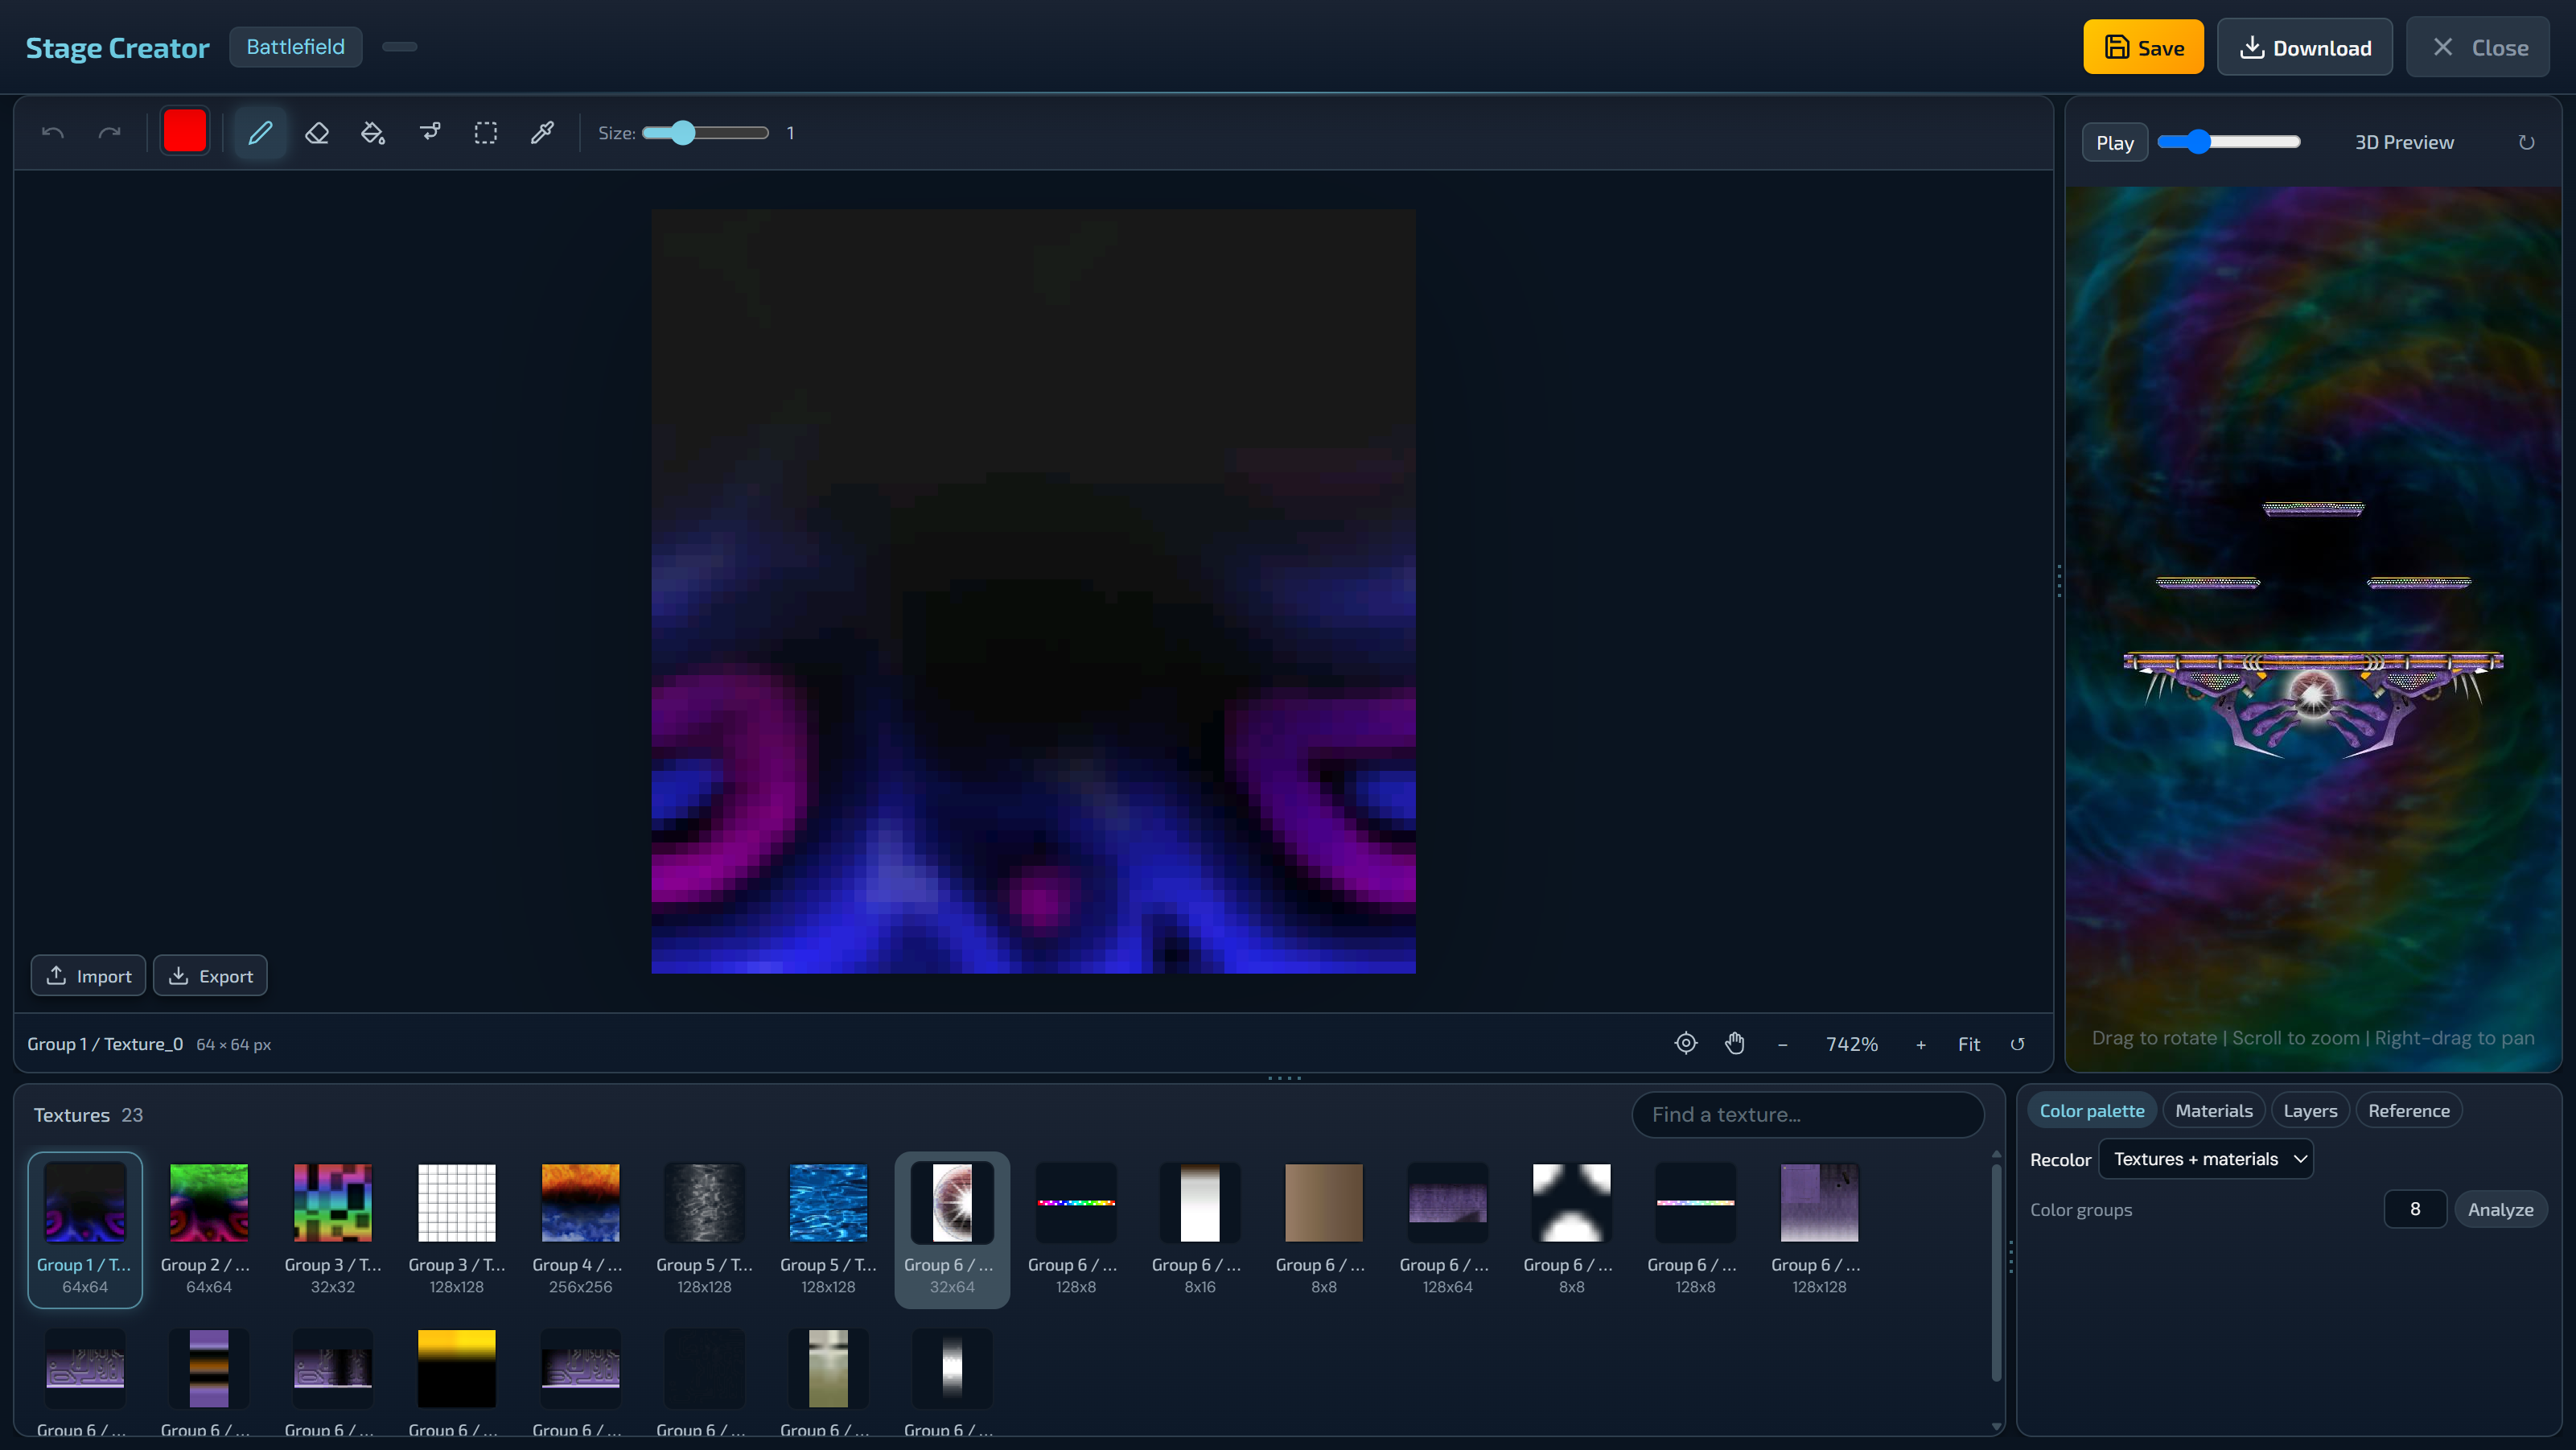 Stage Creator
Battlefield
Save
Download
Close
Size:
1
Play
3D Preview
Drag to rotate | Scroll to zoom | Right-drag to pan
Import
Export
Group 1 / Texture_0
64 × 64 px
−
742%
+
Fit
Textures 23
Find a texture...
Group 1 / T...
Group 2 / ...
Group 3 / T...
Group 3 / T...
Group 4 / ...
Group 5 / T...
Group 5 / T...
Group 6 / ...
Group 6 / ...
Group 6 / ...
Group 6 / ...
Group 6 / ...
Group 6 / ...
Group 6 / ...
Group 6 / ...
64x64
64x64
32x32
128x128
256x256
128x128
128x128
32x64
128x8
8x16
8x8
128x64
8x8
128x8
128x128
Group 6 / ...
Group 6 / ...
Group 6 / ...
Group 6 / ...
Group 6 / ...
Group 6 / ...
Group 6 / ...
Group 6 / ...
Color palette
Materials
Layers
Reference
Recolor
Textures + materials
Color groups
8
Analyze